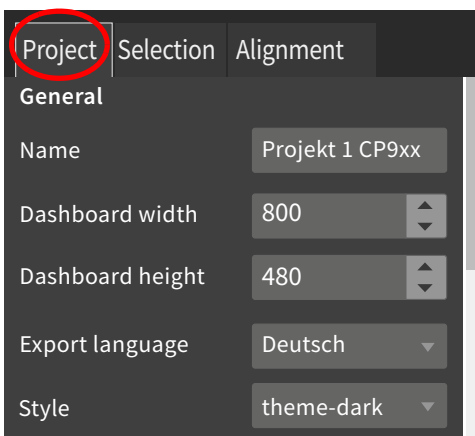 Project Selection Alignment
General
Name Projekt 1 CP9xx
Dashboard width 800
Dashboard height 480
Export language Deutsch
Style theme-dark